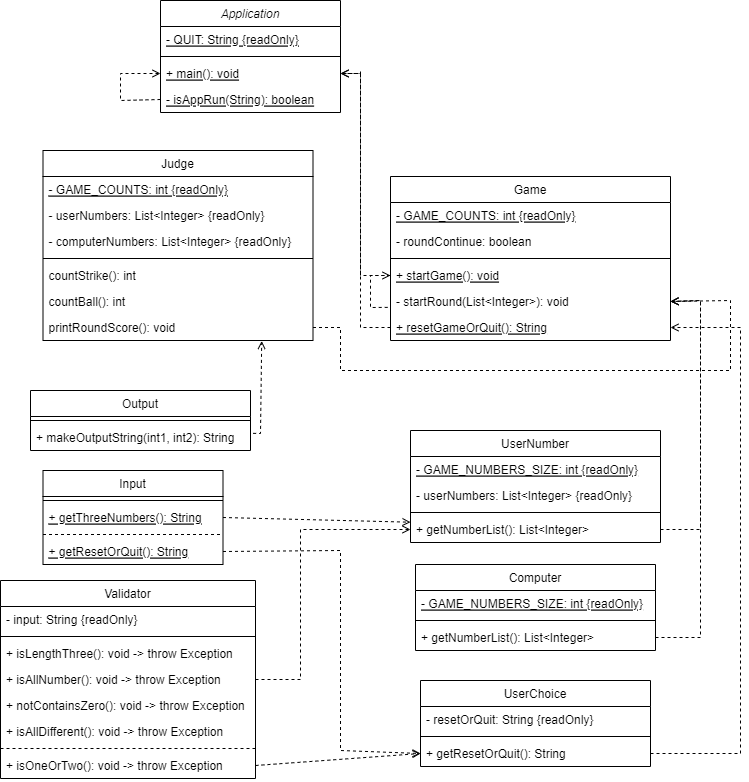 Application
- QUIT: String {readOnly}
+ main(): void
- isAppRun(String): boolean
Judge
- GAME_COUNTS: int {readOnly}
- userNumbers: List<Integer> {readOnly}
- computerNumbers: List<Integer> {readOnly}
countStrike(): int
countBall(): int
printRoundScore(): void
Game
- GAME_COUNTS: int {readOnly}
- roundContinue: boolean
+ startGame(): void
- startRound(List<Integer>): void
+ resetGameOrQuit(): String
Output
+ makeOutputString(int1, int2): String
Input
+ getThreeNumbers(): String
+ getResetOrQuit(): String
UserNumber
- GAME_NUMBERS_SIZE: int {readOnly}
- userNumbers: List<Integer> {readOnly}
+ getNumberList(): List<Integer>
Computer
- GAME_NUMBERS_SIZE: int {readOnly}
+ getNumberList(): List<Integer>
Validator
- input: String {readOnly}
+ isLengthThree(): void -> throw Exception
+ isAllNumber(): void -> throw Exception
+ notContainsZero(): void -> throw Exception
+ isAllDifferent(): void -> throw Exception
+ isOneOrTwo(): void -> throw Exception
UserChoice
- resetOrQuit: String {readOnly}
+ getResetOrQuit(): String